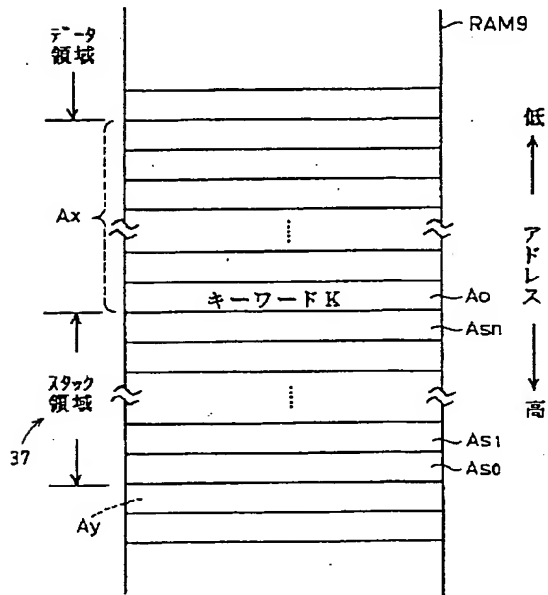 RAM9
データ
領域
低
Ax
アドレス
キーワードK
Ao
Asn
スタック
領域
37
高
As1
Aso
Ay